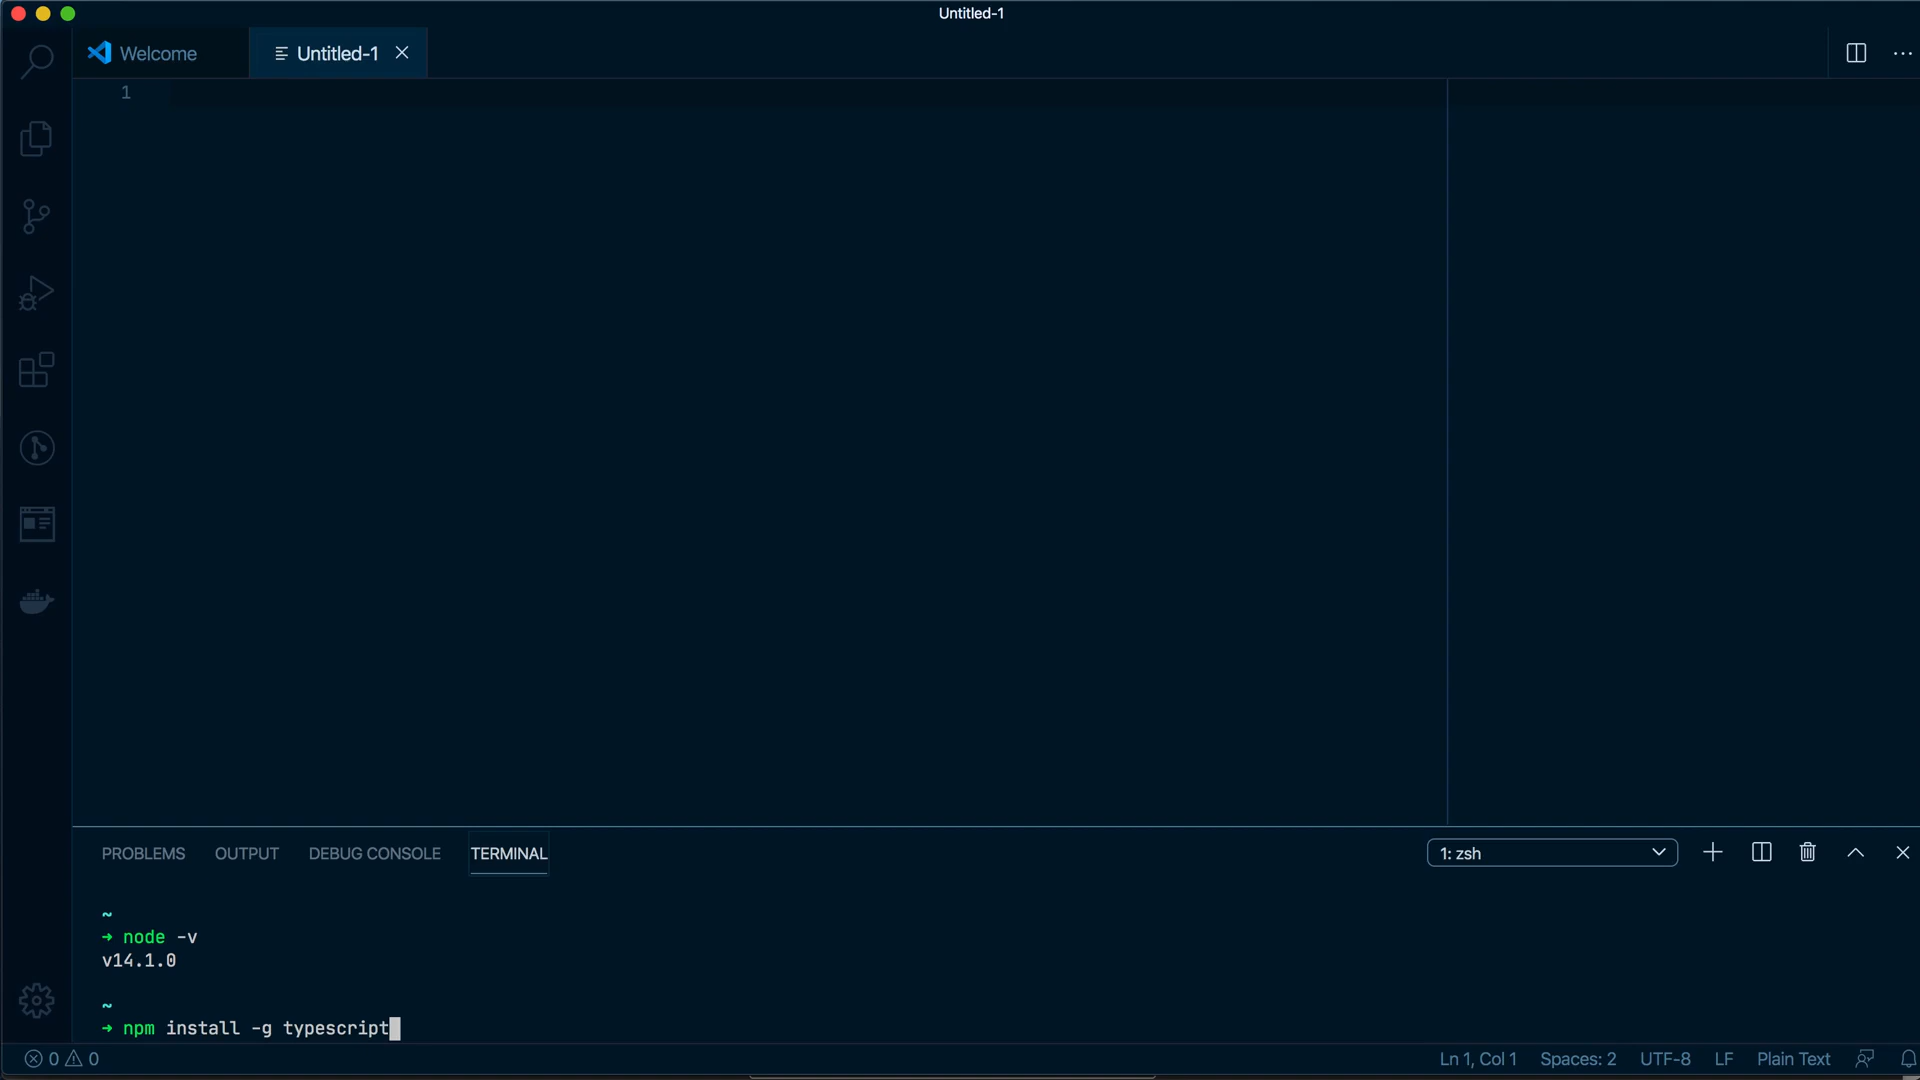 Untitled-1
Welcome
Untitled-1
1
PROBLEMS OUTPUT DEBUG CONSOLE TERMINAL
1: zsh
~
➜ node -v
v14.1.0
~
➜ npm install -g typescript
0 0
Ln 1, Col 1 Spaces: 2 UTF-8 LF Plain Text